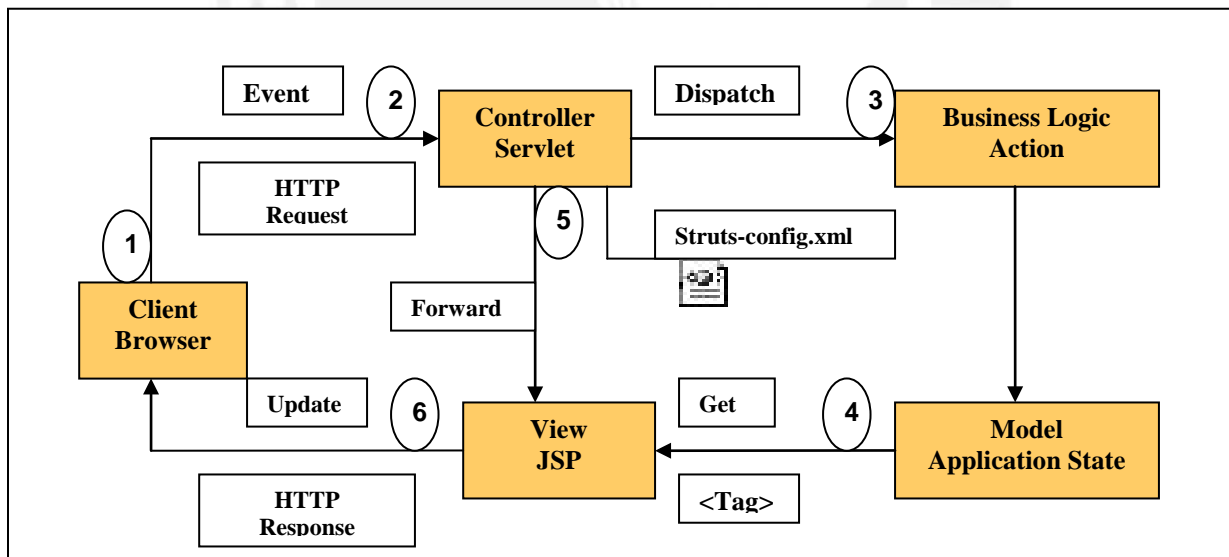 Event
2
Controller
Servlet
Dispatch
3
Business Logic
Action
HTTP
Request
1
5
Struts-config.xml
Client
Browser
Forward
Update
6
View
JSP
Get
4
Model
Application State
HTTP
Response
<Tag>